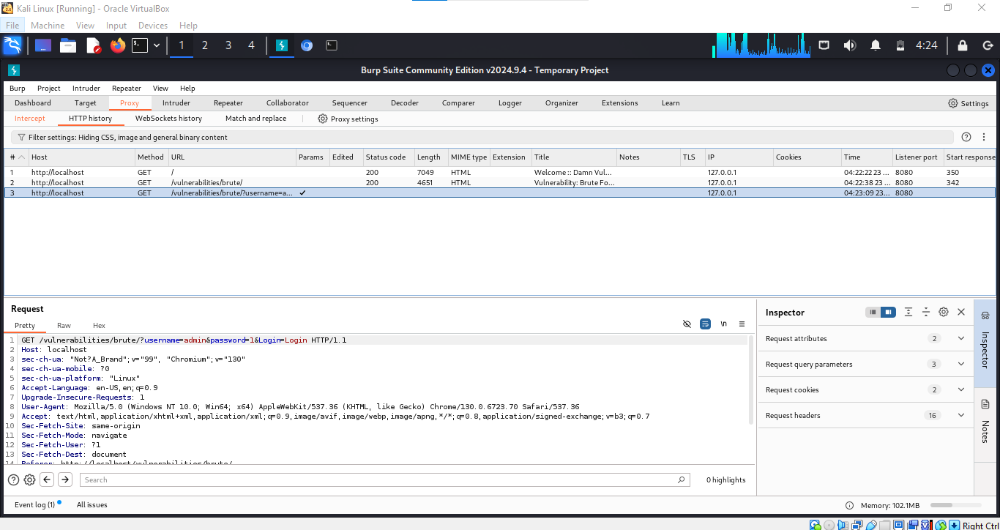 Kali Linux [Running] - Oracle VirtualBox
File Machine View Input Devices Help
1 2 3 4 4:24
Burp Suite Community Edition v2024.9.4 - Temporary Project
Burp Project Intruder Repeater View Help
Dashboard Target Proxy Intruder Repeater Collaborator Sequencer Decoder Comparer Logger Organizer Extensions Learn Settings
Intercept HTTP history WebSockets history Match and replace Proxy settings
Filter settings: Hiding CSS, image and general binary content
# Host Method URL Params Edited Status code Length MIME type Extension Title Notes TLS IP Cookies Time Listener port Start response
1 http://localhost GET / 200 7049 HTML Welcome :: Damn Vul... 127.0.0.1 04:22:22 23 ... 8080 350
2 http://localhost GET /vulnerabilities/brute/ 200 4651 HTML Vulnerability: Brute Fo... 127.0.0.1 04:22:38 23 ... 8080 342
3 http://localhost GET /vulnerabilities/brute/?username=a... ✓ 127.0.0.1 04:23:09 23... 8080
Request
Pretty Raw Hex
\n
1 GET /vulnerabilities/brute/?username=admin&password=1&Login=Login HTTP/1.1
2 Host: localhost
3 sec-ch-ua: "Not?A_Brand";v="99", "Chromium";v="130"
4 sec-ch-ua-mobile: ?0
5 sec-ch-ua-platform: "Linux"
6 Accept-Language: en-US,en;q=0.9
7 Upgrade-Insecure-Requests: 1
8 User-Agent: Mozilla/5.0 (Windows NT 10.0; Win64; x64) AppleWebKit/537.36 (KHTML, like Gecko) Chrome/130.0.6723.70 Safari/537.36
9 Accept: text/html,application/xhtml+xml,application/xml;q=0.9,image/avif,image/webp,image/apng,*/*;q=0.8,application/signed-exchange;v=b3;q=0.7
10 Sec-Fetch-Site: same-origin
11 Sec-Fetch-Mode: navigate
12 Sec-Fetch-User: ?1
13 Sec-Fetch-Dest: document
14 Referer: http://localhost/vulnerabilities/brute/
Search
0 highlights
Inspector
Request attributes 2
Request query parameters 3
Request cookies 2
Request headers 16
Inspector
Notes
Event log (1) All issues
Memory: 102.1MB
Right Ctrl